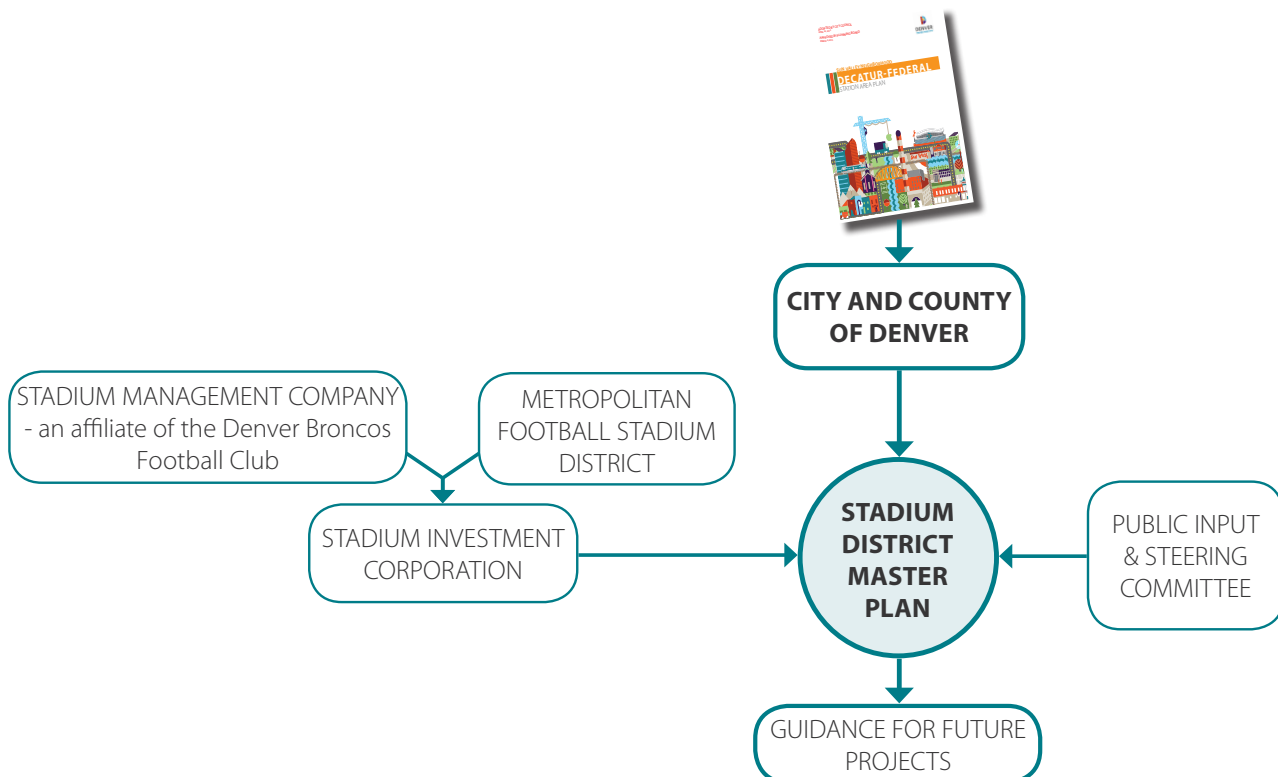 DENVER
DECATUR-FEDERAL
STATION AREA PLAN
CITY AND COUNTY
OF DENVER
STADIUM MANAGEMENT COMPANY
- an affiliate of the Denver Broncos
Football Club
METROPOLITAN
FOOTBALL STADIUM
DISTRICT
STADIUM INVESTMENT
CORPORATION
STADIUM
DISTRICT
MASTER
PLAN
PUBLIC INPUT
& STEERING
COMMITTEE
GUIDANCE FOR FUTURE
PROJECTS